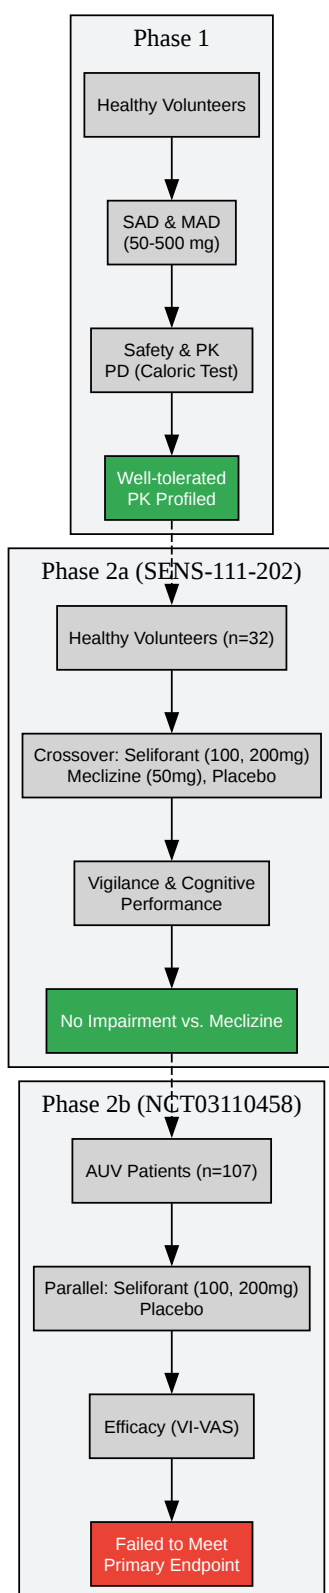 Phase 1
Healthy Volunteers
SAD & MAD
(50-500 mg)
Safety & PK
PD (Caloric Test)
Well-tolerated
PK Profiled
Phase 2a (SENS-111-202)
Healthy Volunteers (n=32)
Crossover: Seliforant (100, 200mg)
Meclizine (50mg), Placebo
Vigilance & Cognitive
Performance
No Impairment vs. Meclizine
Phase 2b (NCT03110458)
AUV Patients (n=107)
Parallel: Seliforant (100, 200mg)
Placebo
Efficacy (VI-VAS)
Failed to Meet
Primary Endpoint